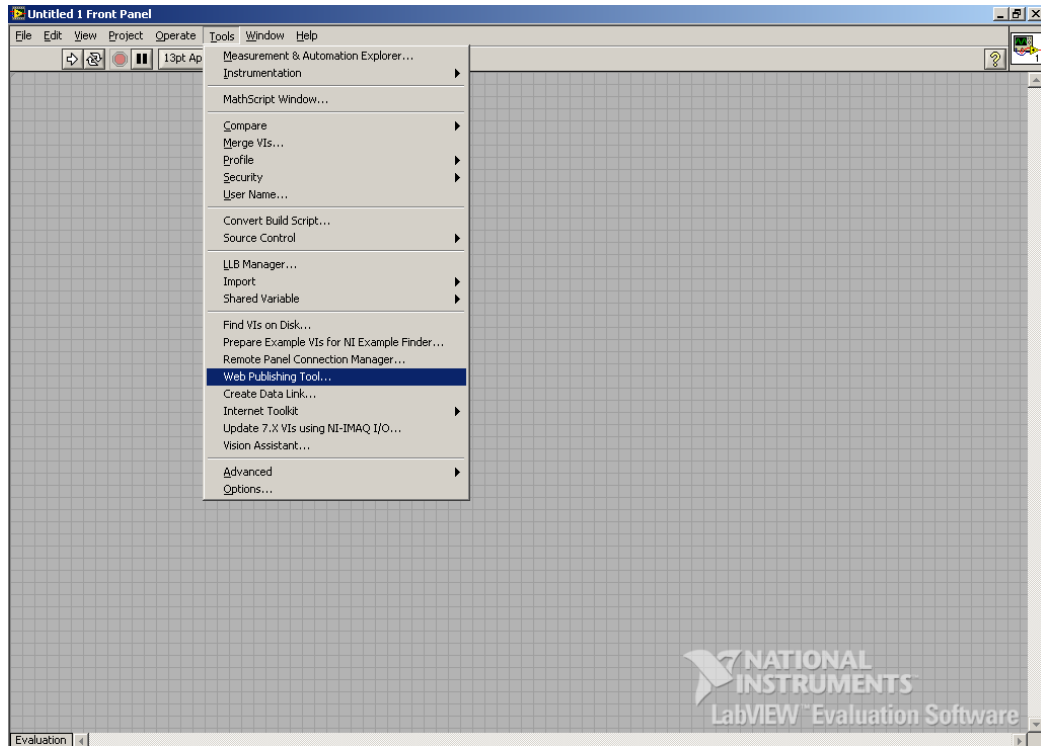 Untitled 1 Front Panel
File Edit View Project Operate Tools Window Help
13pt Ap
Measurement & Automation Explorer...
Instrumentation
MathScript Window...
Compare
Merge VIs...
Profile
Security
User Name...
Convert Build Script...
Source Control
LLB Manager...
Import
Shared Variable
Find VIs on Disk...
Prepare Example VIs for NI Example Finder...
Remote Panel Connection Manager...
Web Publishing Tool...
Create Data Link...
Internet Toolkit
Update 7.X VIs using NI-IMAQ I/O...
Vision Assistant...
Advanced
Options...
?
1
NATIONAL
INSTRUMENTS
LabVIEW™ Evaluation Software
Evaluation